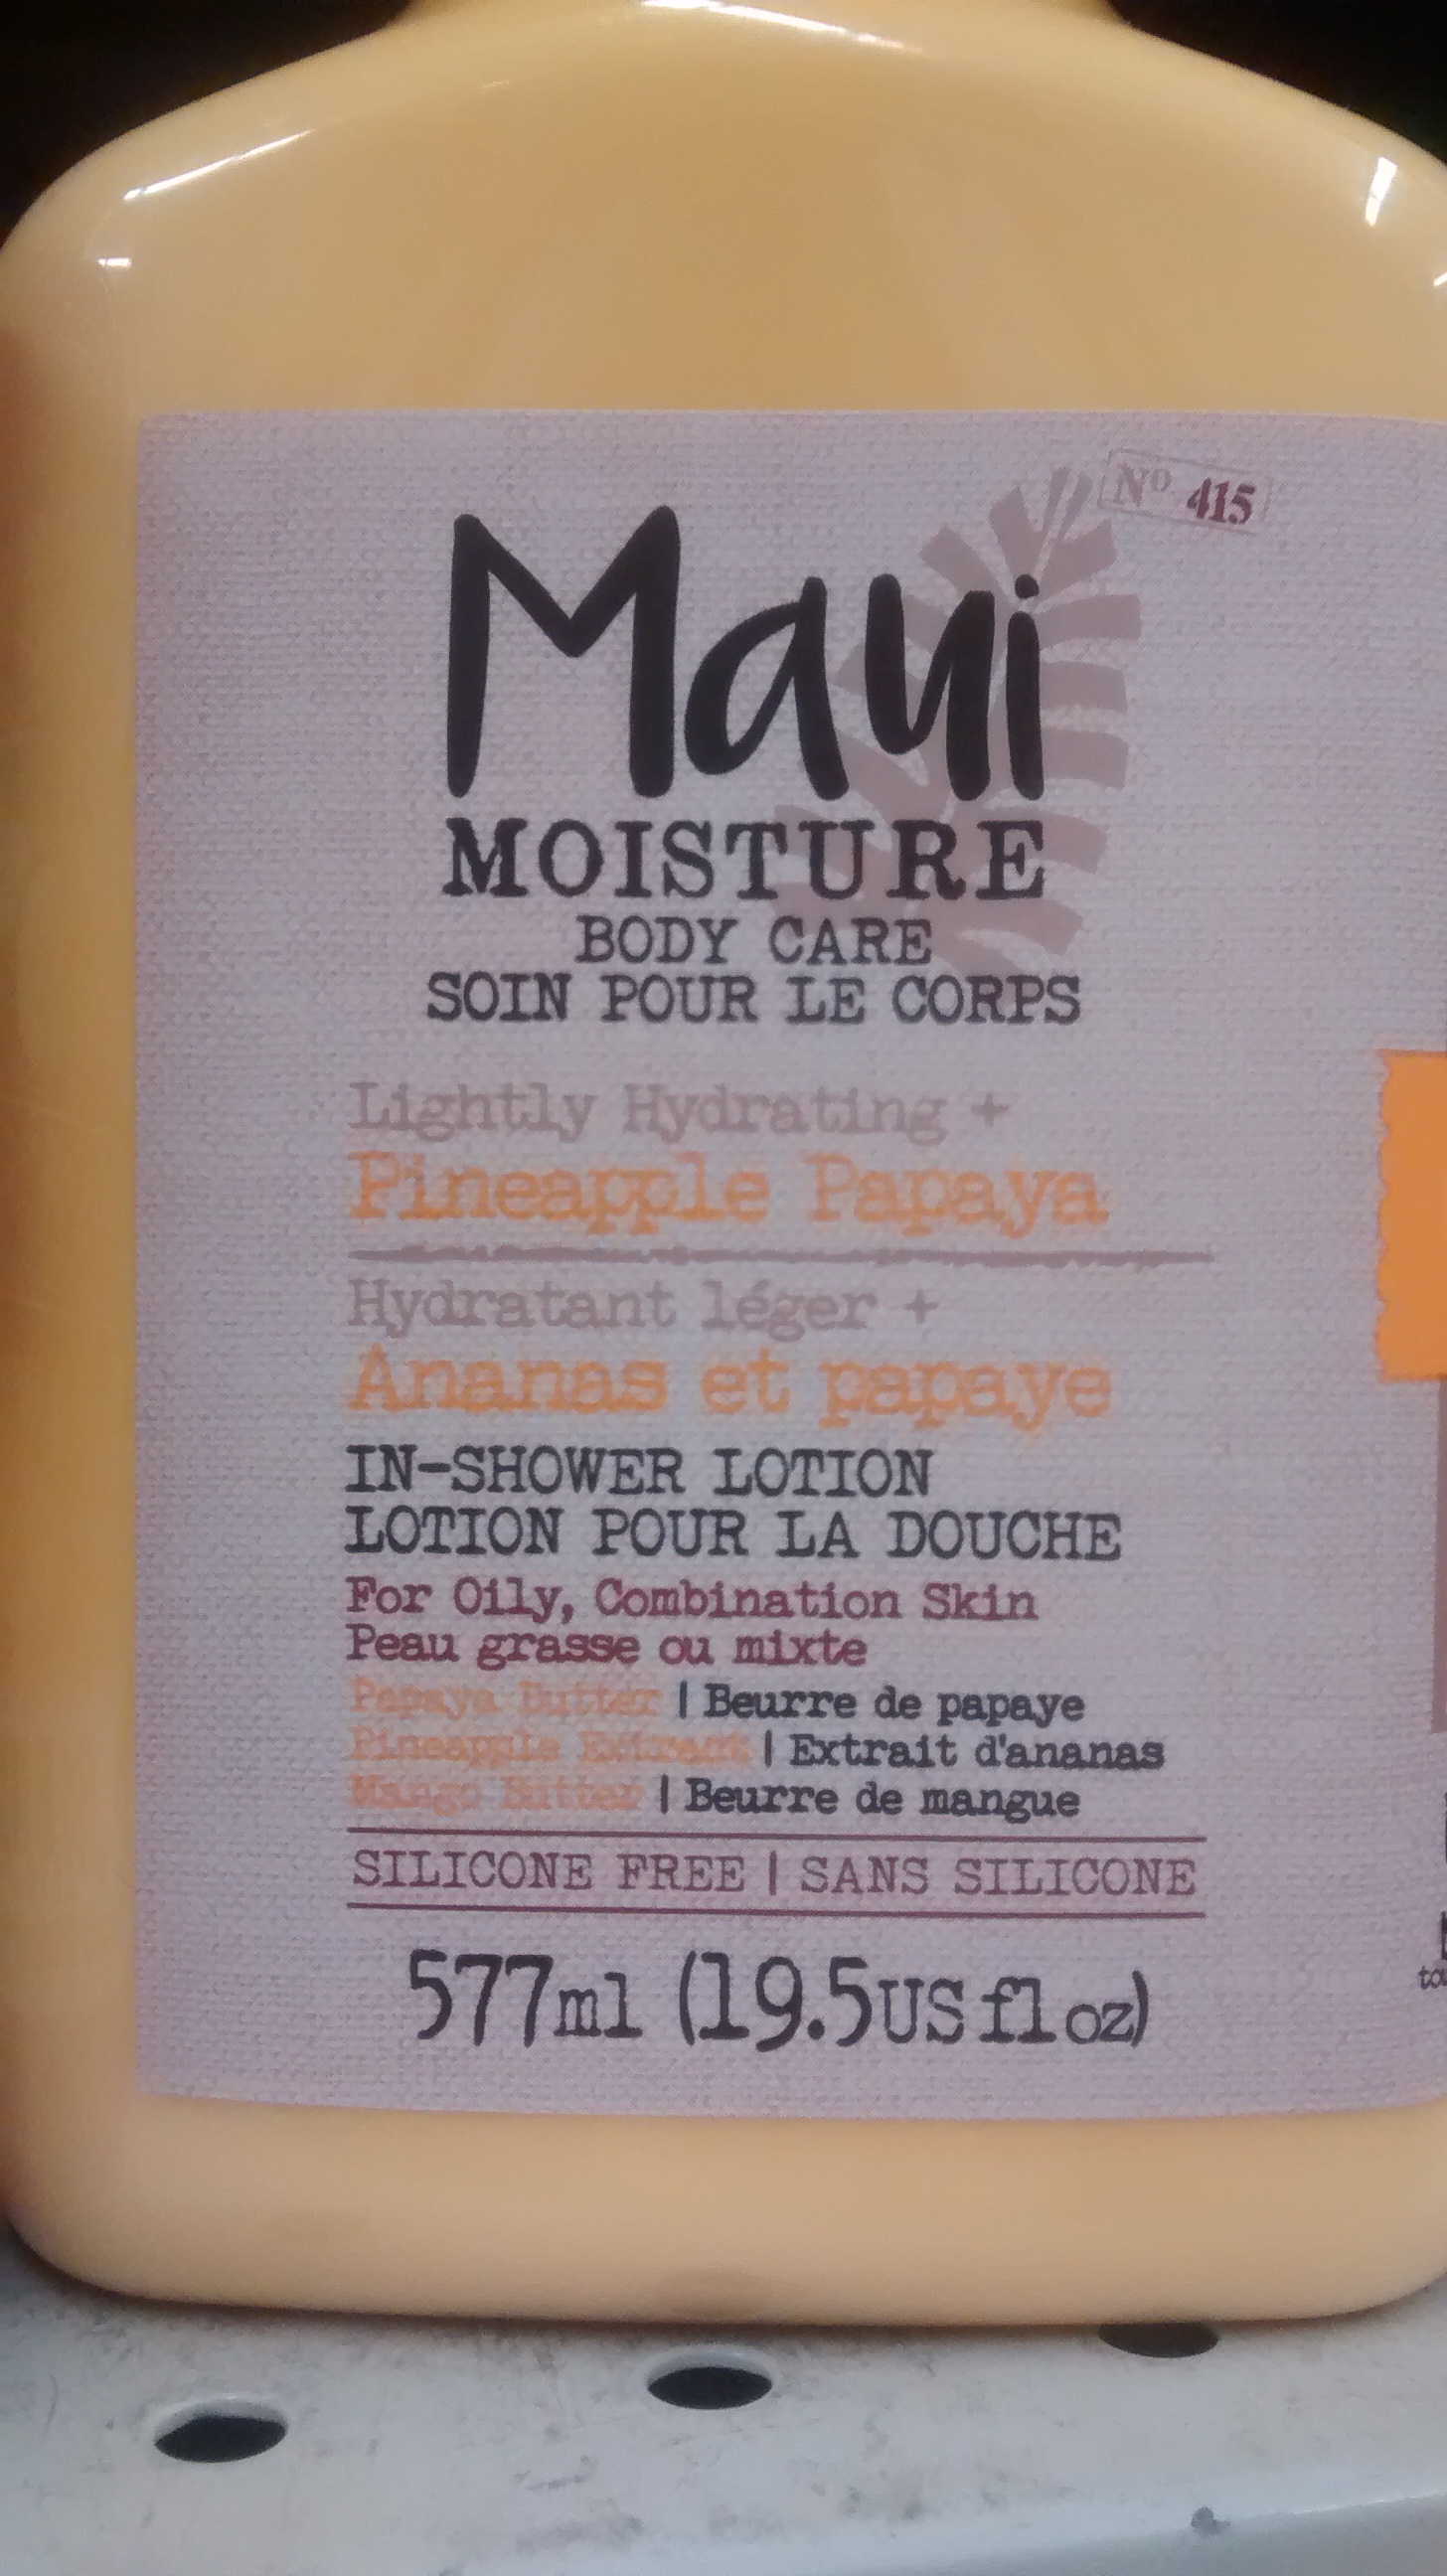 Nº 415
Maui
MOISTURE
BODY CARE
SOIN POUR LE CORPS
Lightly Hydrating +
Pineapple Papaya
Hydratant léger +
Ananas et papaye
IN-SHOWER LOTION
LOTION POUR LA DOUCHE
For Oily, Combination Skin
Peau grasse ou mixte
Papaya Butter | Beurre de papaye
Pineapple Extract | Extrait d'ananas
Mango Butter | Beurre de mangue
SILICONE FREE | SANS SILICONE
577ml (19.5US fl oz)